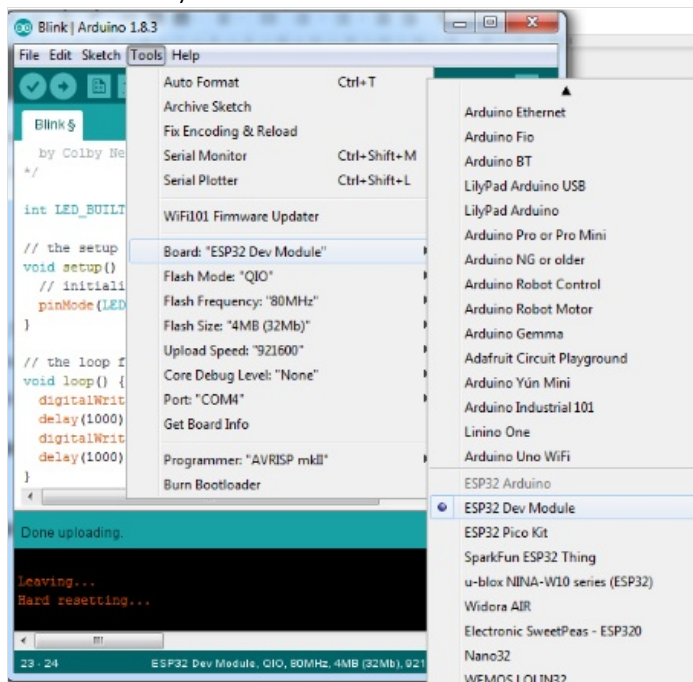 Blink | Arduino 1.8.3
File Edit Sketch Tools Help
Blink §
by Colby Ne
*/
int LED_BUILT
// the setup
void setup()
// initiali
pinMode(LED
}
// the loop f
void loop() {
digitalWrit
delay(1000)
digitalWrit
delay(1000)
}
Auto Format Ctrl+T
Archive Sketch
Fix Encoding & Reload
Serial Monitor Ctrl+Shift+M
Serial Plotter Ctrl+Shift+L
WiFi101 Firmware Updater
Board: "ESP32 Dev Module"
Flash Mode: "QIO"
Flash Frequency: "80MHz"
Flash Size: "4MB (32Mb)"
Upload Speed: "921600"
Core Debug Level: "None"
Port: "COM4"
Get Board Info
Programmer: "AVRISP mkII"
Burn Bootloader
Arduino Ethernet
Arduino Fio
Arduino BT
LilyPad Arduino USB
LilyPad Arduino
Arduino Pro or Pro Mini
Arduino NG or older
Arduino Robot Control
Arduino Robot Motor
Arduino Gemma
Adafruit Circuit Playground
Arduino Yún Mini
Arduino Industrial 101
Linino One
Arduino Uno WiFi
ESP32 Arduino
ESP32 Dev Module
ESP32 Pico Kit
SparkFun ESP32 Thing
u-blox NINA-W10 series (ESP32)
Widora AIR
Electronic SweetPeas - ESP320
Nano32
WEMOS LOLIN32
Done uploading.
Leaving...
Hard resetting...
23 - 24 ESP32 Dev Module, QIO, 80MHz, 4MB (32Mb), 921